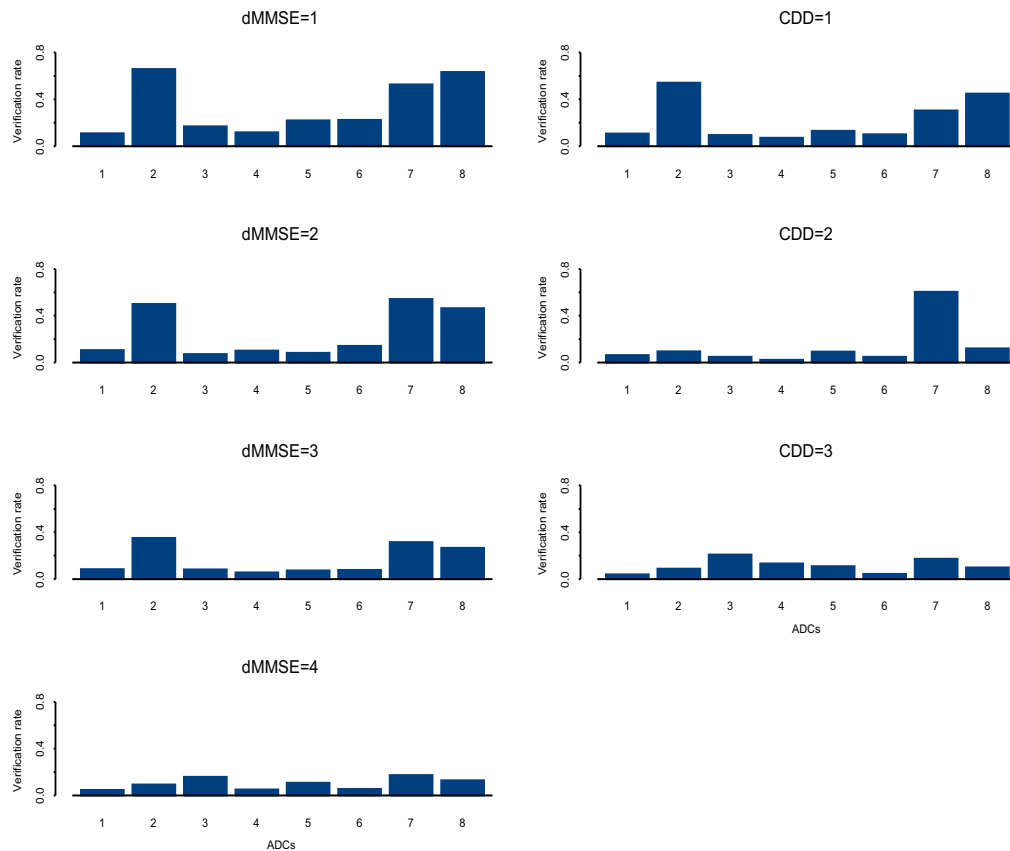 dMMSE=1
Verification rate
0.0 0.4 0.8
1 2 3 4 5 6 7 8
CDD=1
Verification rate
0.0 0.4 0.8
1 2 3 4 5 6 7 8
dMMSE=2
Verification rate
0.0 0.4 0.8
1 2 3 4 5 6 7 8
CDD=2
Verification rate
0.0 0.4 0.8
1 2 3 4 5 6 7 8
dMMSE=3
Verification rate
0.0 0.4 0.8
1 2 3 4 5 6 7 8
CDD=3
Verification rate
0.0 0.4 0.8
1 2 3 4 5 6 7 8
ADCs
dMMSE=4
Verification rate
0.0 0.4 0.8
1 2 3 4 5 6 7 8
ADCs